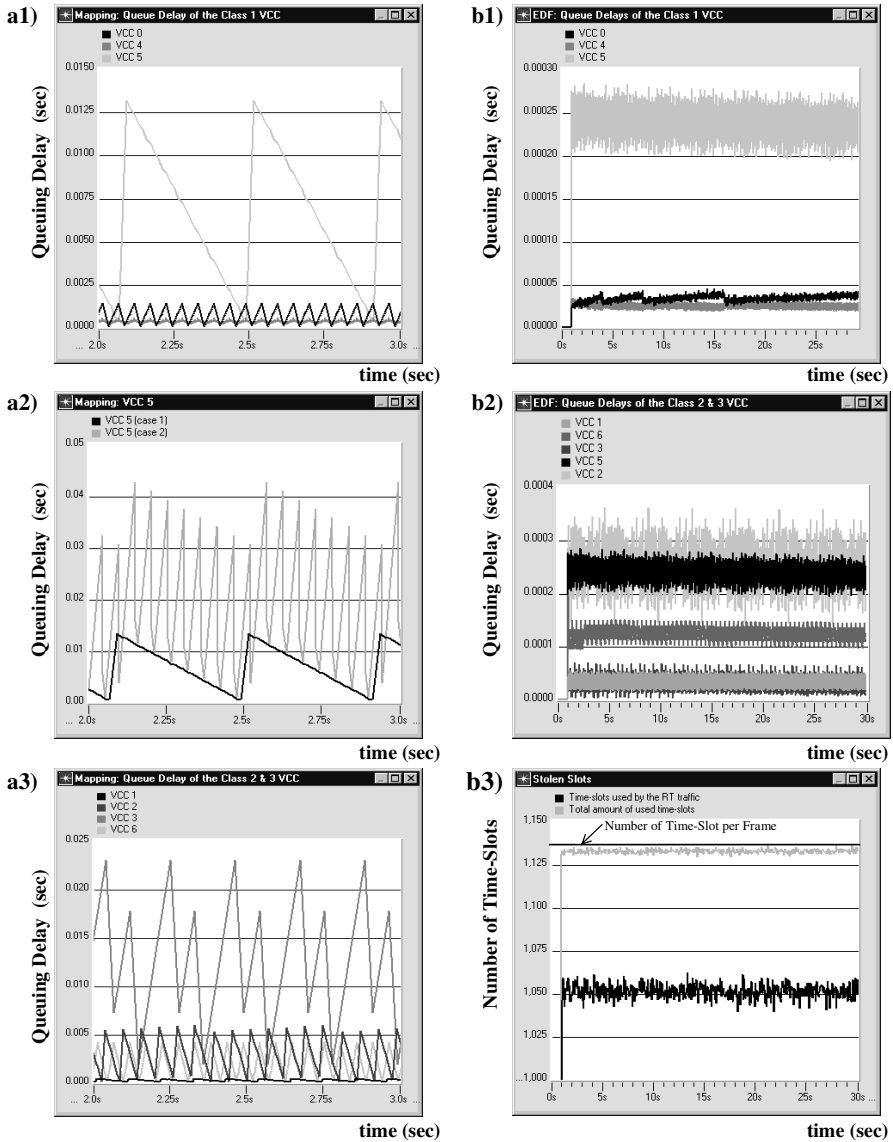 a1)
Mapping: Queue Delay of the Class 1 VCC
VCC 0
VCC 4
VCC 5
0.0150
0.0125
0.0100
0.0075
0.0050
0.0025
0.0000
Queuing Delay (sec)
... 2.0s 2.25s 2.5s 2.75s 3.0s ...
time (sec)
b1)
EDF: Queue Delays of the Class 1 VCC
VCC 0
VCC 4
VCC 5
0.00030
0.00025
0.00020
0.00015
0.00010
0.00005
0.00000
Queuing Delay (sec)
0s 5s 10s 15s 20s 25s
time (sec)
a2)
Mapping: VCC 5
VCC 5 (case 1)
VCC 5 (case 2)
0.05
0.04
0.03
0.02
0.01
0.00
Queuing Delay (sec)
... 2.0s 2.25s 2.5s 2.75s 3.0s ...
time (sec)
b2)
EDF: Queue Delays of the Class 2 & 3 VCC
VCC 1
VCC 6
VCC 3
VCC 5
VCC 2
0.0004
0.0003
0.0002
0.0001
0.0000
Queuing Delay (sec)
0s 5s 10s 15s 20s 25s 30s
time (sec)
a3)
Mapping: Queue Delay of the Class 2 & 3 VCC
VCC 1
VCC 2
VCC 3
VCC 6
0.025
0.020
0.015
0.010
0.005
0.000
Queuing Delay (sec)
... 2.0s 2.25s 2.5s 2.75s 3.0s ...
time (sec)
b3)
Stolen Slots
Time-slots used by the RT traffic
Total amount of used time-slots
Number of Time-Slot per Frame
1,150
1,125
1,100
1,075
1,050
1,025
...1,000
Number of Time-Slots
0s 5s 10s 15s 20s 25s 30s ...
time (sec)